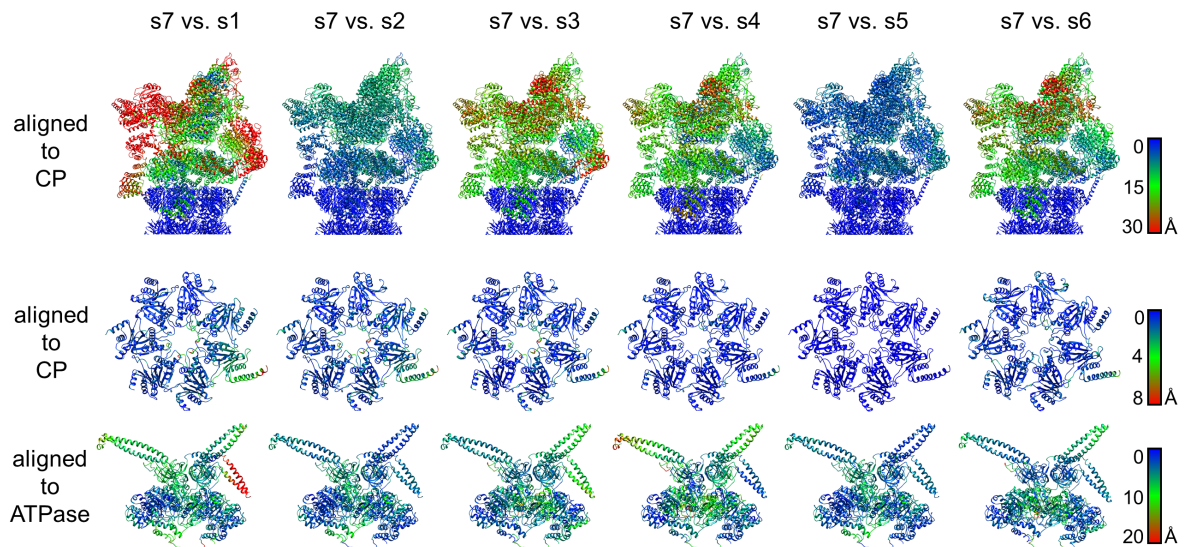 s7 vs. s1
s7 vs. s2
s7 vs. s3
s7 vs. s4
s7 vs. s5
s7 vs. s6
aligned
to
CP
0
15
30 Å
aligned
to
CP
0
4
8 Å
aligned
to
ATPase
0
10
20 Å